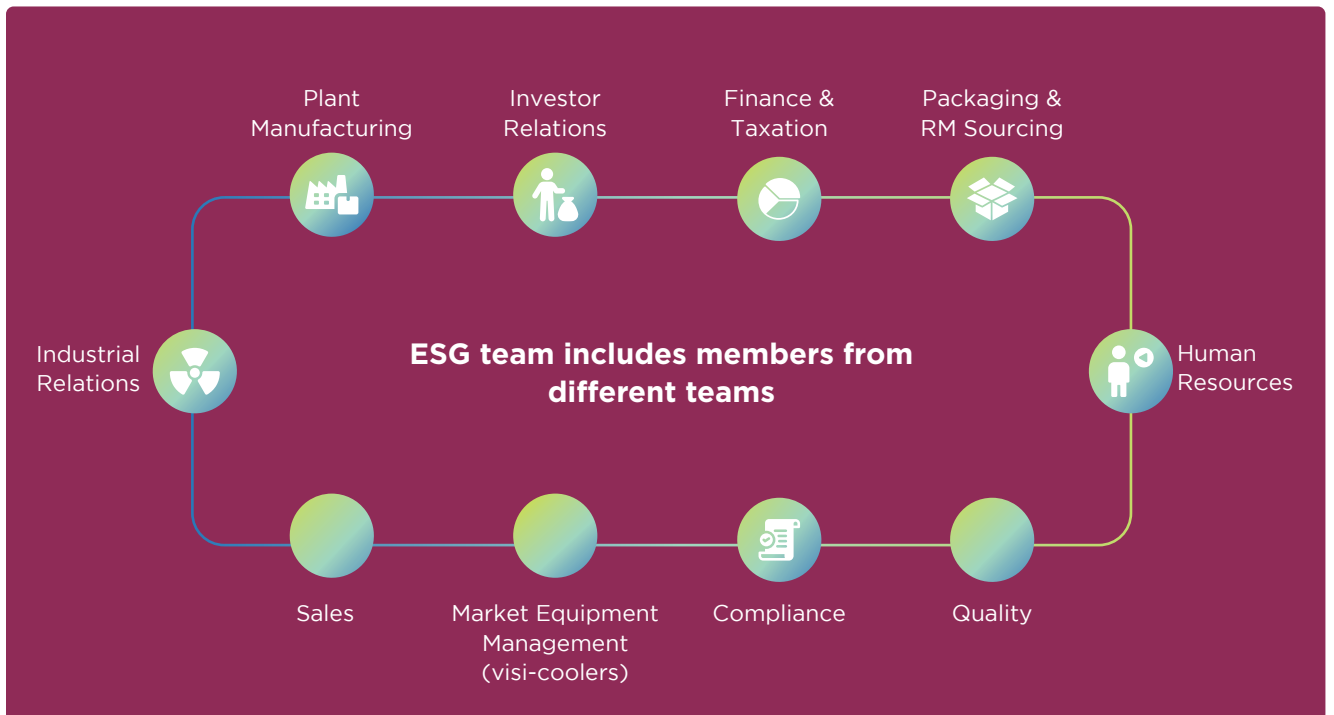 Plant
Manufacturing
Investor
Relations
Finance &
Taxation
Packaging &
RM Sourcing
Industrial
Relations
ESG team includes members from
different teams
Human
Resources
Sales
Market Equipment
Management
(visi-coolers)
Compliance
Quality